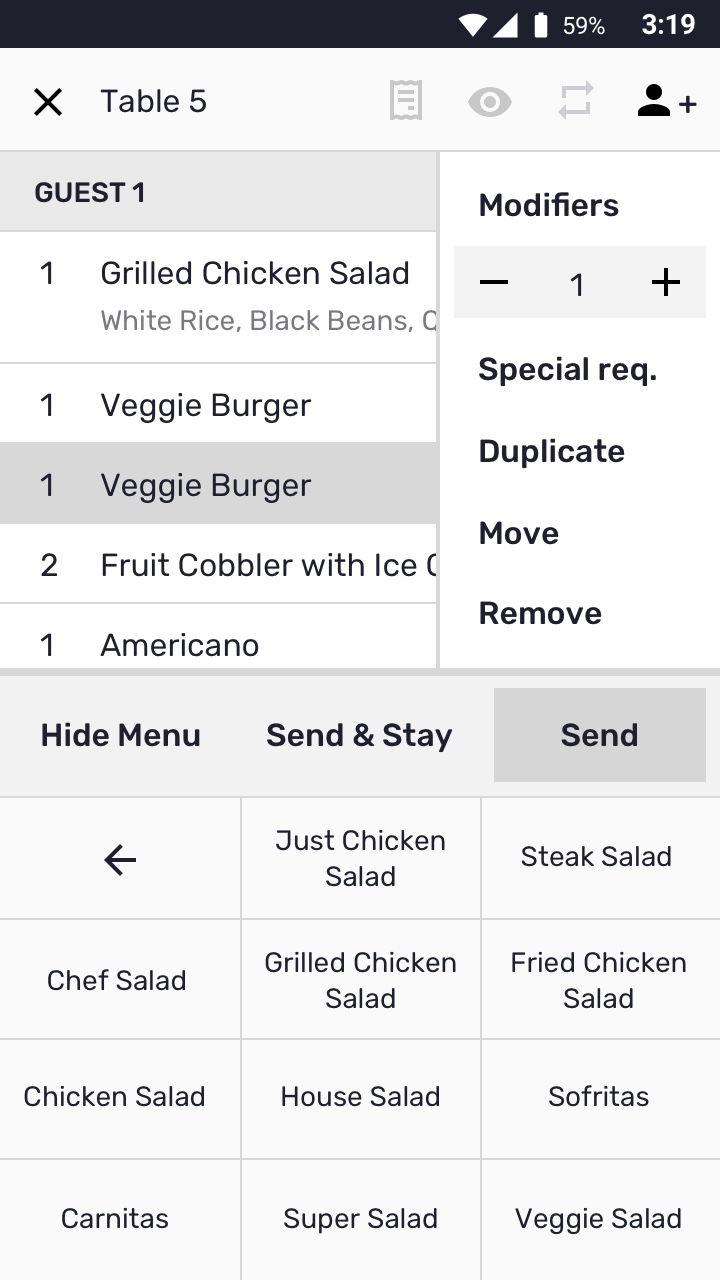 59% 3:19
Table 5
+
GUEST 1
1 Grilled Chicken Salad
White Rice, Black Beans,
1 Veggie Burger
1 Veggie Burger
2 Fruit Cobbler with Ice
1 Americano
Modifiers
1
Special req.
Duplicate
Move
Remove
Hide Menu Send & Stay Send
Just Chicken
Salad
Steak Salad
Chef Salad
Grilled Chicken
Salad
Fried Chicken
Salad
Chicken Salad
House Salad
Sofritas
Carnitas
Super Salad
Veggie Salad